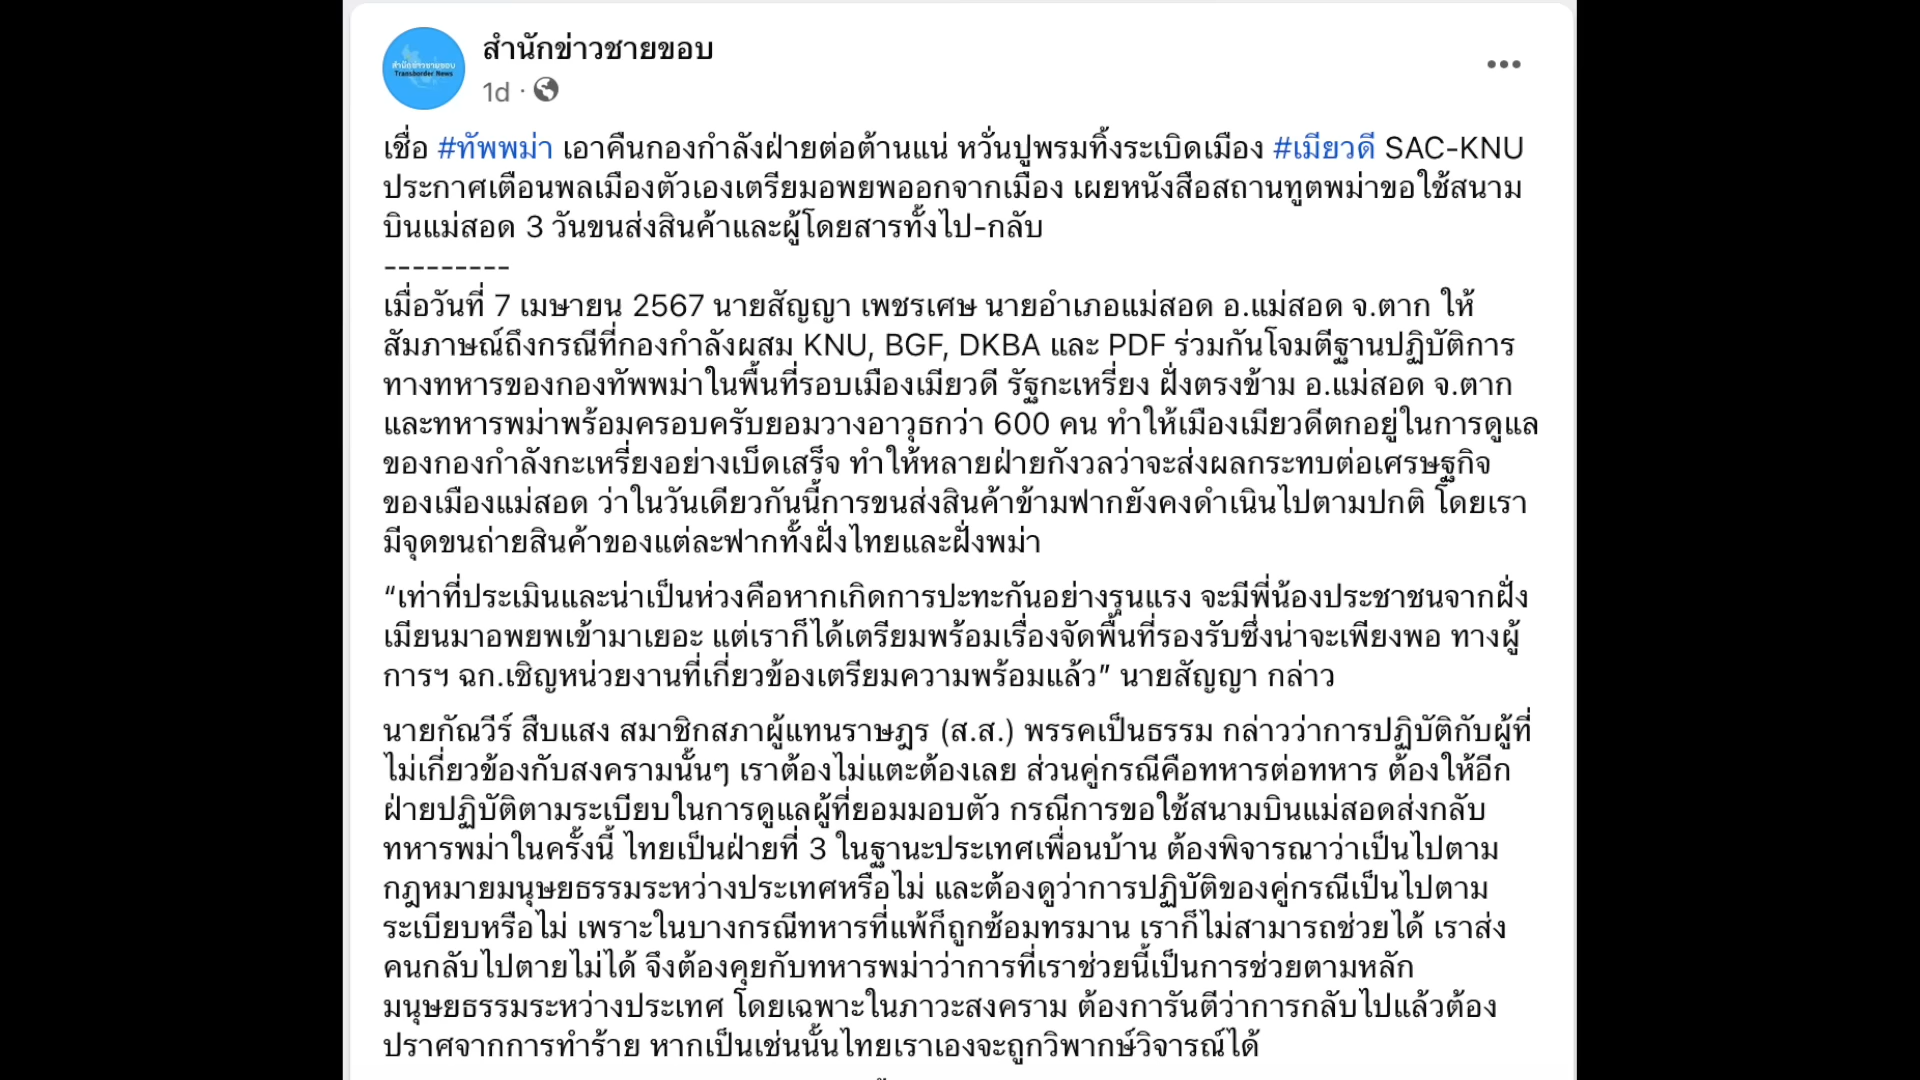 สำนักข่าวชายขอบ
Transborder News
สำนักข่าวชายขอบ
1d ·
เชื่อ #ทัพพม่า เอาคืนกองกำลังฝ่ายต่อต้านแน่ หวั่นปูพรมทิ้งระเบิดเมือง #เมียวดี SAC-KNU
ประกาศเตือนพลเมืองตัวเองเตรียมอพยพออกจากเมือง เผยหนังสือสถานทูตพม่าขอใช้สนาม
บินแม่สอด 3 วันขนส่งสินค้าและผู้โดยสารทั้งไป-กลับ
---------
เมื่อวันที่ 7 เมษายน 2567 นายสัญญา เพชรเศษ นายอำเภอแม่สอด อ.แม่สอด จ.ตาก ให้
สัมภาษณ์ถึงกรณีที่กองกำลังผสม KNU, BGF, DKBA และ PDF ร่วมกันโจมตีฐานปฏิบัติการ
ทางทหารของกองทัพพม่าในพื้นที่รอบเมืองเมียวดี รัฐกะเหรี่ยง ฝั่งตรงข้าม อ.แม่สอด จ.ตาก
และทหารพม่าพร้อมครอบครับยอมวางอาวุธกว่า 600 คน ทำให้เมืองเมียวดีตกอยู่ในการดูแล
ของกองกำลังกะเหรี่ยงอย่างเบ็ดเสร็จ ทำให้หลายฝ่ายกังวลว่าจะส่งผลกระทบต่อเศรษฐกิจ
ของเมืองแม่สอด ว่าในวันเดียวกันนี้การขนส่งสินค้าข้ามฟากยังคงดำเนินไปตามปกติ โดยเรา
มีจุดขนถ่ายสินค้าของแต่ละฟากทั้งฝั่งไทยและฝั่งพม่า
“เท่าที่ประเมินและน่าเป็นห่วงคือหากเกิดการปะทะกันอย่างรุนแรง จะมีพี่น้องประชาชนจากฝั่ง
เมียนมาอพยพเข้ามาเยอะ แต่เราก็ได้เตรียมพร้อมเรื่องจัดพื้นที่รองรับซึ่งน่าจะเพียงพอ ทางผู้
การฯ ฉก.เชิญหน่วยงานที่เกี่ยวข้องเตรียมความพร้อมแล้ว” นายสัญญา กล่าว
นายกัณวีร์ สืบแสง สมาชิกสภาผู้แทนราษฎร (ส.ส.) พรรคเป็นธรรม กล่าวว่าการปฏิบัติกับผู้ที่
ไม่เกี่ยวข้องกับสงครามนั้นๆ เราต้องไม่แตะต้องเลย ส่วนคู่กรณีคือทหารต่อทหาร ต้องให้อีก
ฝ่ายปฏิบัติตามระเบียบในการดูแลผู้ที่ยอมมอบตัว กรณีการขอใช้สนามบินแม่สอดส่งกลับ
ทหารพม่าในครั้งนี้ ไทยเป็นฝ่ายที่ 3 ในฐานะประเทศเพื่อนบ้าน ต้องพิจารณาว่าเป็นไปตาม
กฎหมายมนุษยธรรมระหว่างประเทศหรือไม่ และต้องดูว่าการปฏิบัติของคู่กรณีเป็นไปตาม
ระเบียบหรือไม่ เพราะในบางกรณีทหารที่แพ้ก็ถูกซ้อมทรมาน เราก็ไม่สามารถช่วยได้ เราส่ง
คนกลับไปตายไม่ได้ จึงต้องคุยกับทหารพม่าว่าการที่เราช่วยนี้เป็นการช่วยตามหลัก
มนุษยธรรมระหว่างประเทศ โดยเฉพาะในภาวะสงคราม ต้องการันตีว่าการกลับไปแล้วต้อง
ปราศจากการทำร้าย หากเป็นเช่นนั้นไทยเราเองจะถูกวิพากษ์วิจารณ์ได้